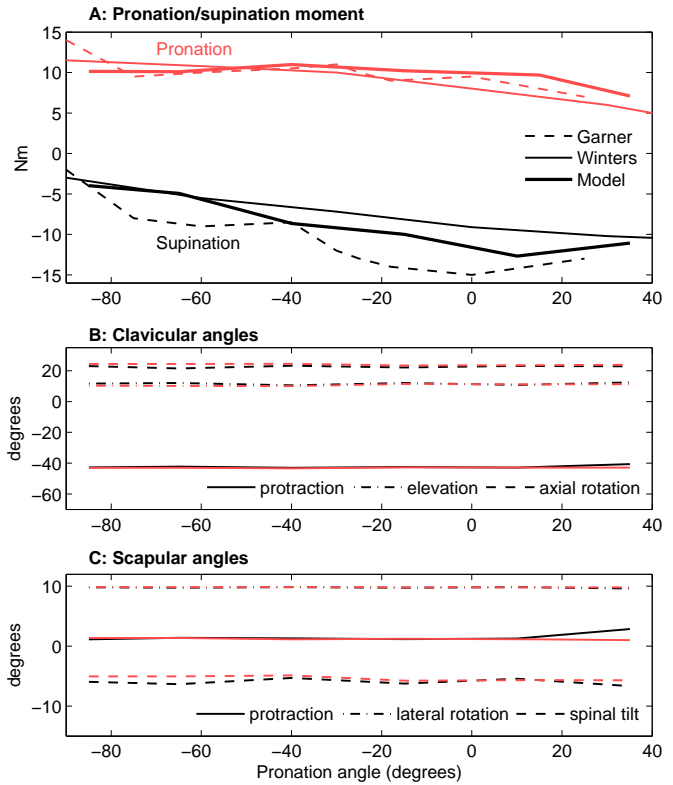 A: Pronation/supination moment
15
10
5
0
−5
−10
−15
Nm
Pronation
Supination
Garner
Winters
Model
−80 −60 −40 −20 0 20 40
B: Clavicular angles
20
0
−20
−40
−60
degrees
protraction elevation axial rotation
−80 −60 −40 −20 0 20 40
C: Scapular angles
10
0
−10
degrees
protraction lateral rotation spinal tilt
−80 −60 −40 −20 0 20 40
Pronation angle (degrees)